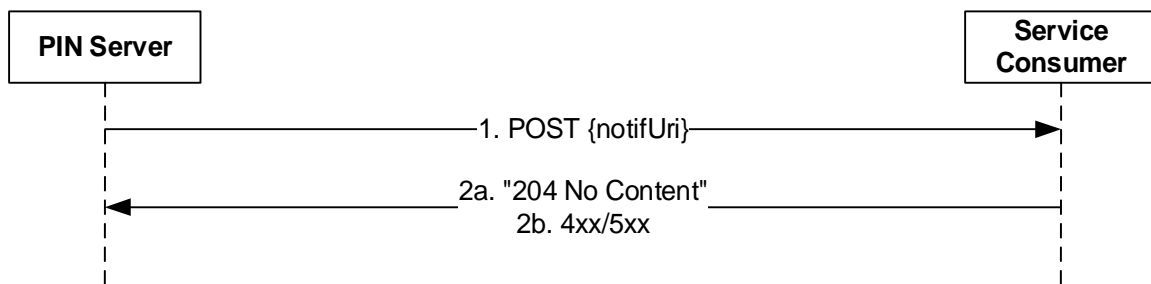 PIN Server
Service
Consumer
1. POST {notifUri}
2a. "204 No Content"
2b. 4xx/5xx